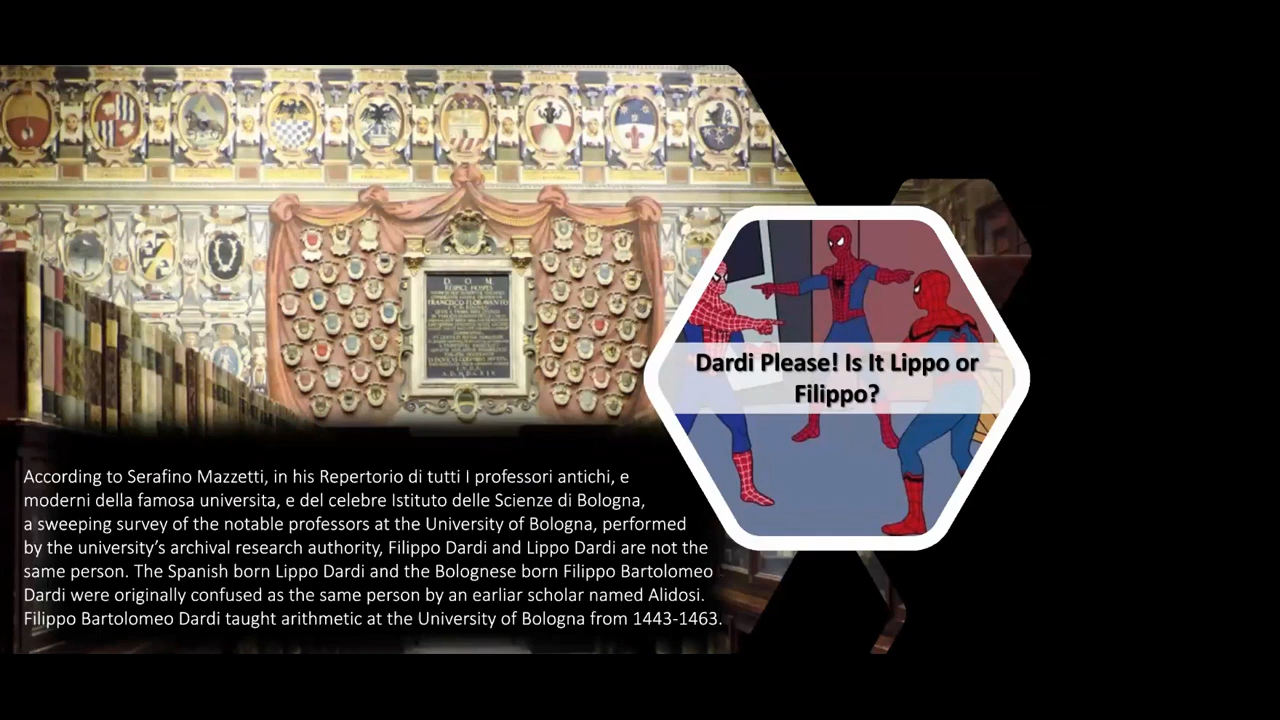 D. O. M.
Dardi Please! Is It Lippo or
Filippo?
According to Serafino Mazzetti, in his Repertorio di tutti I professori antichi, e
moderni della famosa universita, e del celebre Istituto delle Scienze di Bologna,
a sweeping survey of the notable professors at the University of Bologna, performed
by the university’s archival research authority, Filippo Dardi and Lippo Dardi are not the
same person. The Spanish born Lippo Dardi and the Bolognese born Filippo Bartolomeo
Dardi were originally confused as the same person by an earliar scholar named Alidosi.
Filippo Bartolomeo Dardi taught arithmetic at the University of Bologna from 1443-1463.